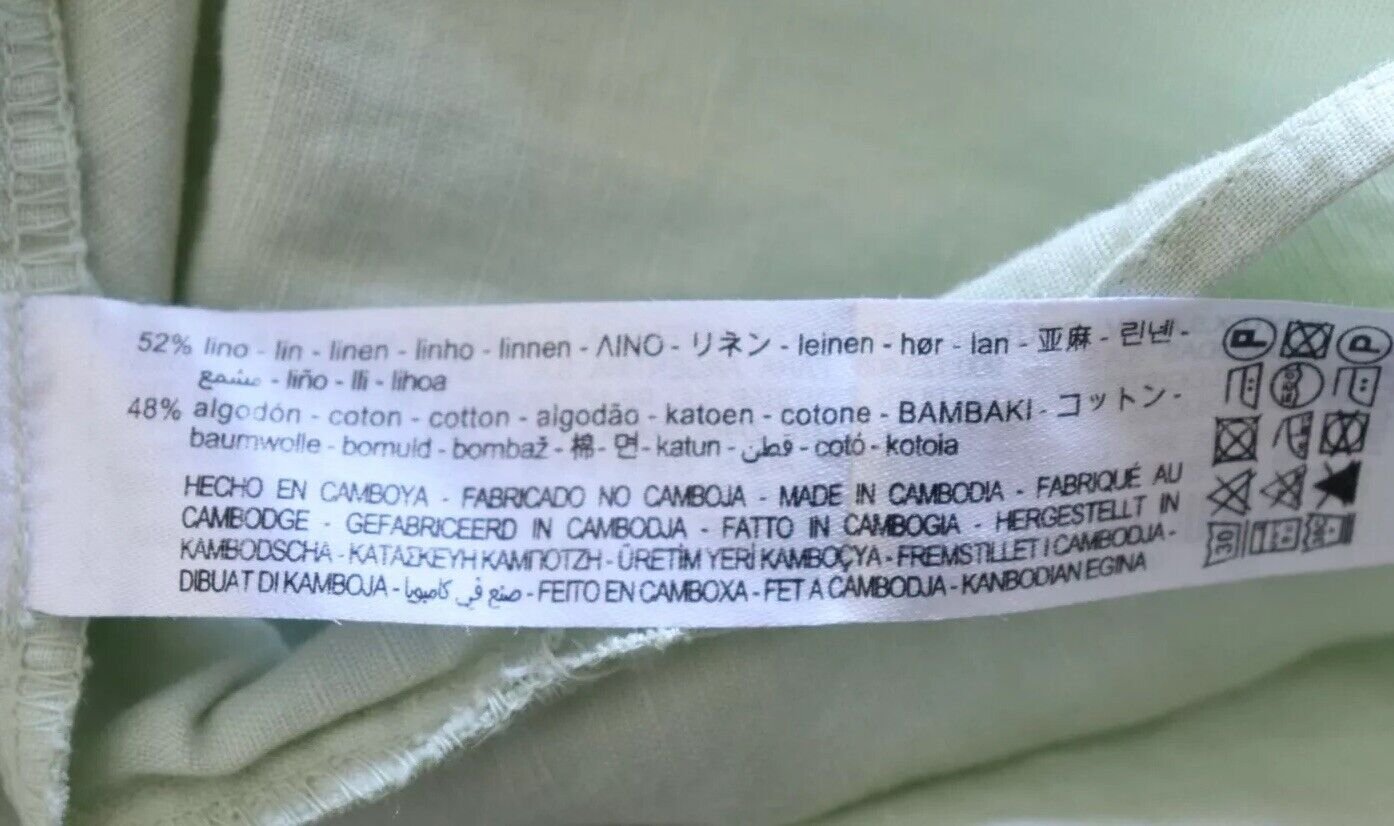 52% lino - lin - linen - linho - linnen - ΛΙΝΟ - リネン - leinen - hør - lan - 亚麻 - 린넨 -
مشمع - liño - lli - lihoa
48% algodón - coton - cotton - algodão - katoen - cotone - BAMBAKI - コットン -
baumwolle - bomuld - bombaž - 棉 - 면 - katun - قطن - cotó - kotoia
HECHO EN CAMBOYA - FABRICADO NO CAMBOJA - MADE IN CAMBODIA - FABRIQUÉ AU
CAMBODGE - GEFABRICEERD IN CAMBODJA - FATTO IN CAMBOGIA - HERGESTELLT IN
KAMBODSCHA - ΚΑΤΑΣΚΕΥΗ ΚΑΜΠΟΤΖΗ - ÜRETİM YERİ KAMBOÇYA - FREMSTILLET I CAMBODJA -
DIBUAT DI KAMBOJA - صنع في كامبوبا - FEITO EN CAMBOXA - FET A CAMBODJA - KANBODIAN EGINA
P P
30